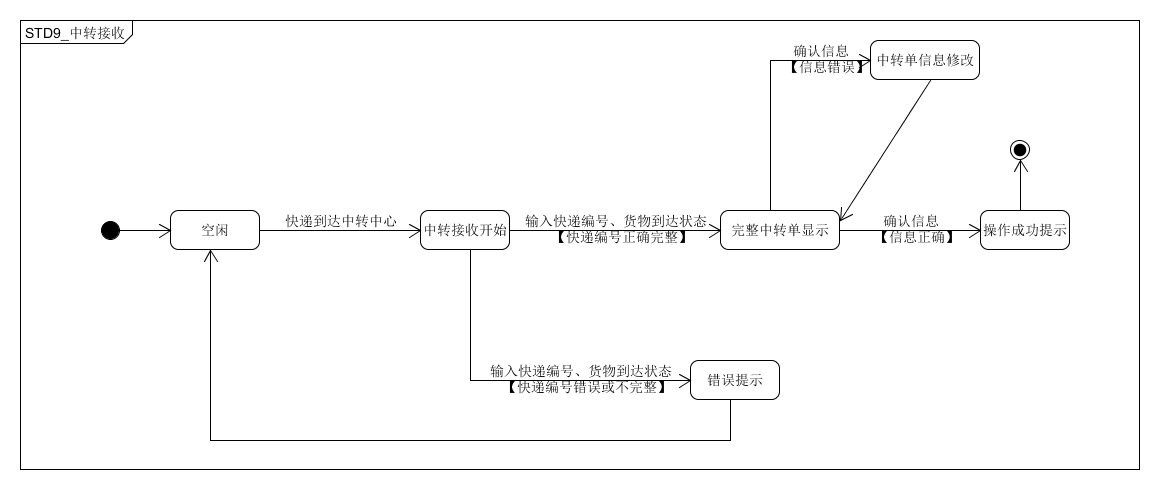 STD9_中转接收
确认信息
【信息错误】
中转单信息修改
空闲
快递到达中转中心
中转接收开始
输入快递编号、货物到达状态
【快递编号正确完整】
完整中转单显示
确认信息
【信息正确】
操作成功提示
输入快递编号、货物到达状态
【快递编号错误或不完整】
错误提示